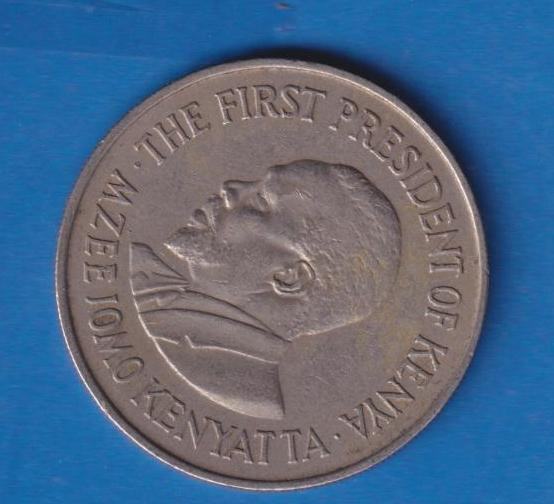 MZEE JOMO KENYATTA · THE FIRST PRESIDENT OF KENYA ·